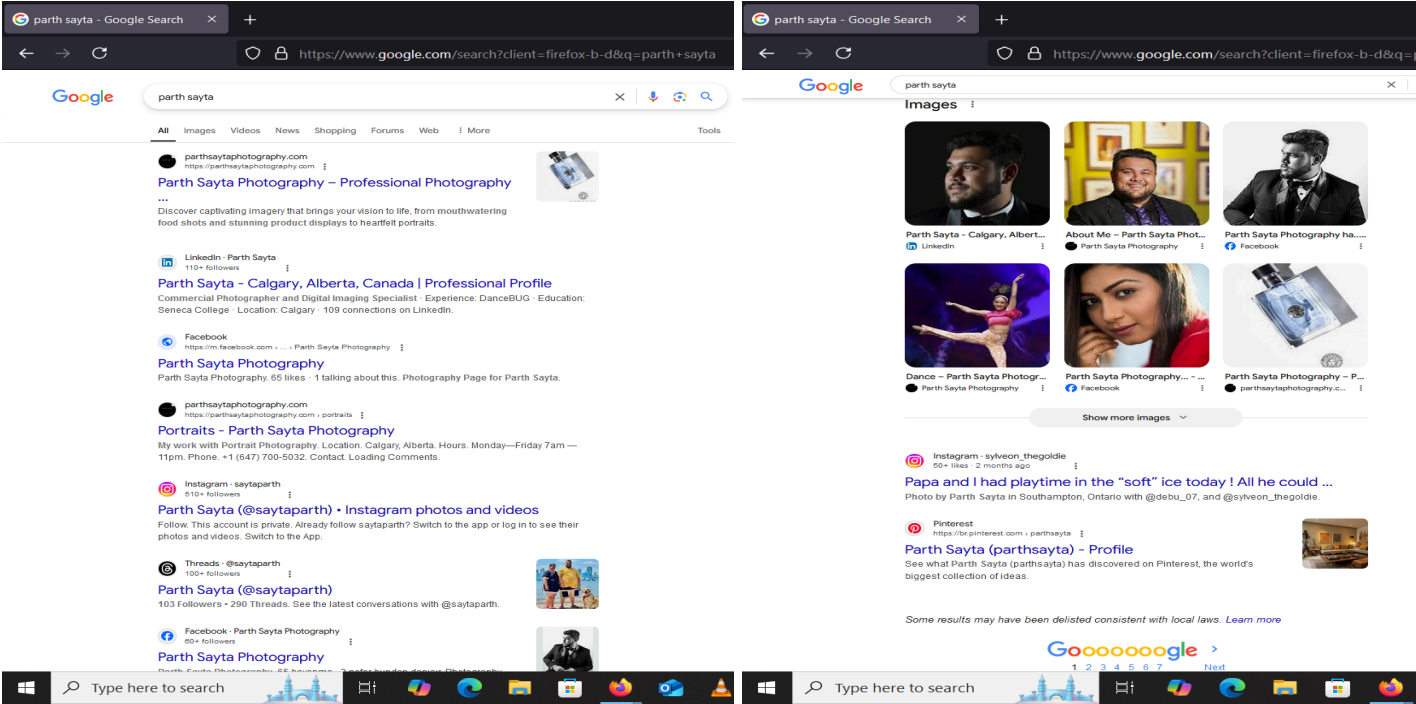 parth sayta - Google Search
https://www.google.com/search?client=firefox-b-d&q=parth+sayta
Google
parth sayta
All Images Videos News Shopping Forums Web More Tools
parthsaytaphotography.com
https://parthsaytaphotography.com
Parth Sayta Photography – Professional Photography
...
Discover captivating imagery that brings your vision to life, from mouthwatering
food shots and stunning product displays to heartfelt portraits.
LinkedIn · Parth Sayta
110+ followers
Parth Sayta - Calgary, Alberta, Canada | Professional Profile
Commercial Photographer and Digital Imaging Specialist · Experience: DanceBUG · Education:
Seneca College · Location: Calgary · 109 connections on LinkedIn.
Facebook
https://m.facebook.com › ... › Parth Sayta Photography
Parth Sayta Photography
Parth Sayta Photography. 65 likes · 1 talking about this. Photography Page for Parth Sayta.
parthsaytaphotography.com
https://parthsaytaphotography.com › portraits
Portraits - Parth Sayta Photography
My work with Portrait Photography. Location. Calgary, Alberta. Hours. Monday—Friday 7am —
11pm. Phone. +1 (647) 700-5032. Contact. Loading Comments.
Instagram · saytaparth
510+ followers
Parth Sayta (@saytaparth) • Instagram photos and videos
Follow. This account is private. Already follow saytaparth? Switch to the app or log in to see their
photos and videos. Switch to the App.
Threads · @saytaparth
100+ followers
Parth Sayta (@saytaparth)
103 Followers • 290 Threads. See the latest conversations with @saytaparth.
Facebook · Parth Sayta Photography
60+ followers
Parth Sayta Photography
Type here to search
parth sayta - Google Search
https://www.google.com/search?client=firefox-b-d&q=
Google
parth sayta
Images
Parth Sayta - Calgary, Albert... About Me – Parth Sayta Phot... Parth Sayta Photography ha....
LinkedIn Parth Sayta Photography Facebook
Dance – Parth Sayta Photogr... Parth Sayta Photography... - ... Parth Sayta Photography – P...
Parth Sayta Photography Facebook parthsaytaphotography.c...
Show more images
Instagram · sylveon_thegoldie
50+ likes · 2 months ago
Papa and I had playtime in the “soft” ice today ! All he could ...
Photo by Parth Sayta in Southampton, Ontario with @debu_07, and @sylveon_thegoldie.
Pinterest
https://br.pinterest.com › parthsayta
Parth Sayta (parthsayta) - Profile
See what Parth Sayta (parthsayta) has discovered on Pinterest, the world's
biggest collection of ideas.
Some results may have been delisted consistent with local laws. Learn more
Goooooooogle >
1 2 3 4 5 6 7 Next
Type here to search